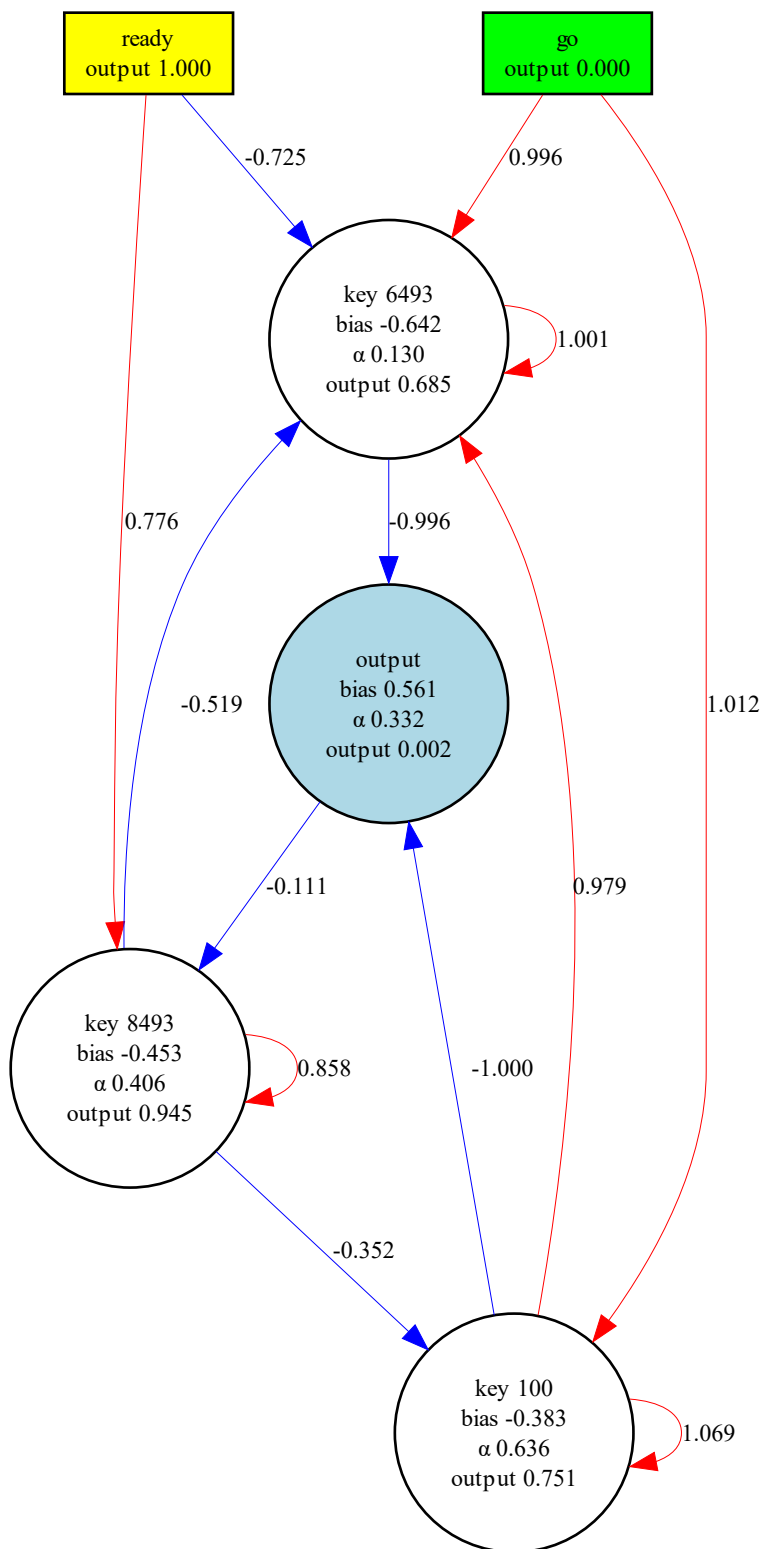 ready
output 1.000
go
output 0.000
-0.725
0.996
key 6493
bias -0.642
α 0.130
output 0.685
1.001
0.776
-0.996
output
bias 0.561
α 0.332
output 0.002
-0.519
1.012
-0.111
0.979
key 8493
bias -0.453
α 0.406
output 0.945
0.858
-1.000
-0.352
key 100
bias -0.383
α 0.636
output 0.751
1.069